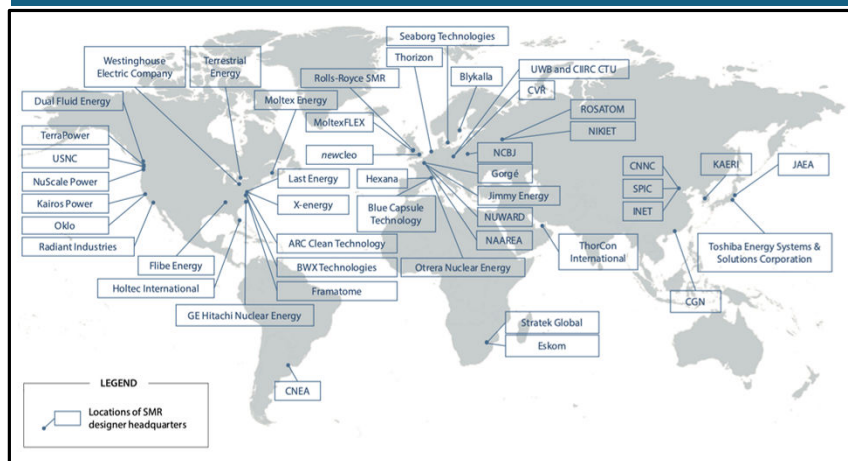 Seaborg Technologies
Westinghouse
Electric Company
Terrestrial
Energy
Thorizon
UWB and CIIRC CTU
Rolls-Royce SMR
Blykalla
CVR
Dual Fluid Energy
Moltex Energy
ROSATOM
MoltexFLEX
NIKIET
TerraPower
USNC
newcleo
NCBJ
CNNC
KAERI
JAEA
NuScale Power
Last Energy
Hexana
Gorgé
SPIC
Kairos Power
X-energy
Blue Capsule
Technology
Jimmy Energy
INET
Oklo
NUWARD
Radiant Industries
ARC Clean Technology
NAAREA
ThorCon
International
Toshiba Energy Systems &
Solutions Corporation
Flibe Energy
BWX Technologies
Otrera Nuclear Energy
Holtec International
Framatome
CGN
GE Hitachi Nuclear Energy
Stratek Global
Eskom
CNEA
LEGEND
Locations of SMR
designer headquarters